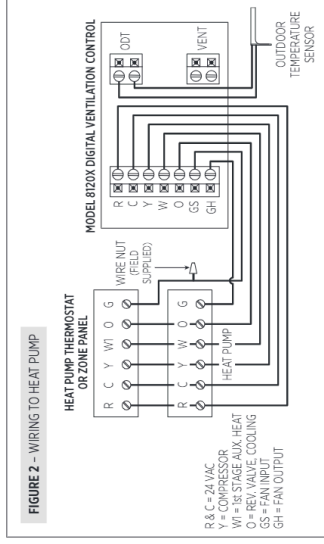 FIGURE 2 – WIRING TO HEAT PUMP
HEAT PUMP THERMOSTAT
OR ZONE PANEL
R C Y W1 O G
WIRE NUT
(FIELD
SUPPLIED)
R C Y W O G
HEAT PUMP
R & C = 24 VAC
Y = COMPRESSOR
W1 = 1st STAGE AUX. HEAT
O = REV. VALVE, COOLING
GS = FAN INPUT
GH = FAN OUTPUT
MODEL 8120X DIGITAL VENTILATION CONTROL
R
C
Y
W
O
GS
GH
ODT
VENT
OUTDOOR
TEMPERATURE
SENSOR